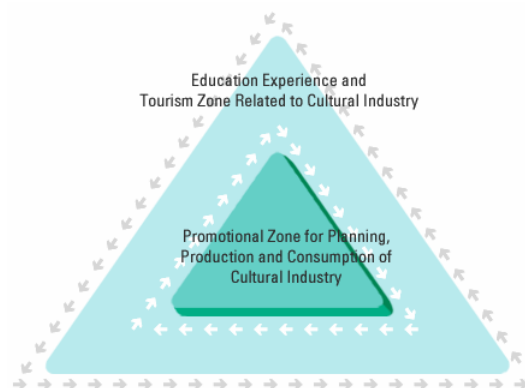 Education Experience and
Tourism Zone Related to Cultural Industry
Promotional Zone for Planning,
Production and Consumption of
Cultural Industry